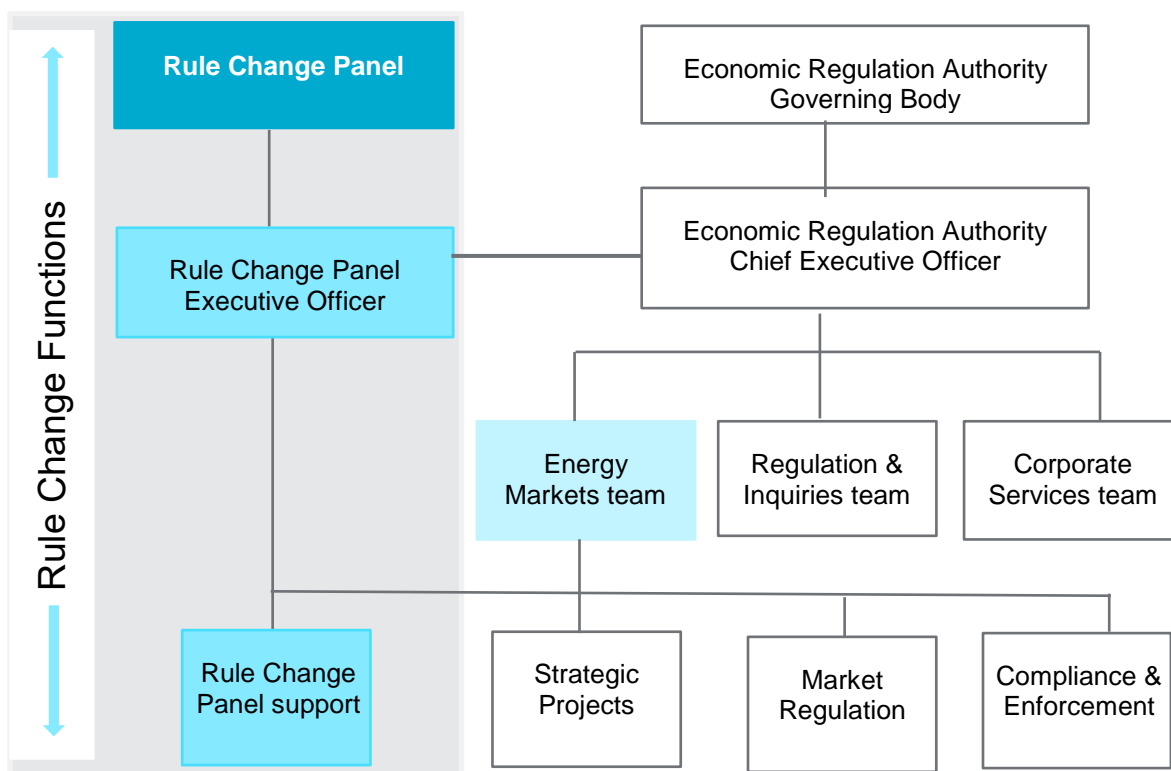 Rule Change Functions
Rule Change Panel
Economic Regulation Authority
Governing Body
Rule Change Panel
Executive Officer
Economic Regulation Authority
Chief Executive Officer
Energy
Markets team
Regulation &
Inquiries team
Corporate
Services team
Rule Change
Panel support
Strategic
Projects
Market
Regulation
Compliance &
Enforcement